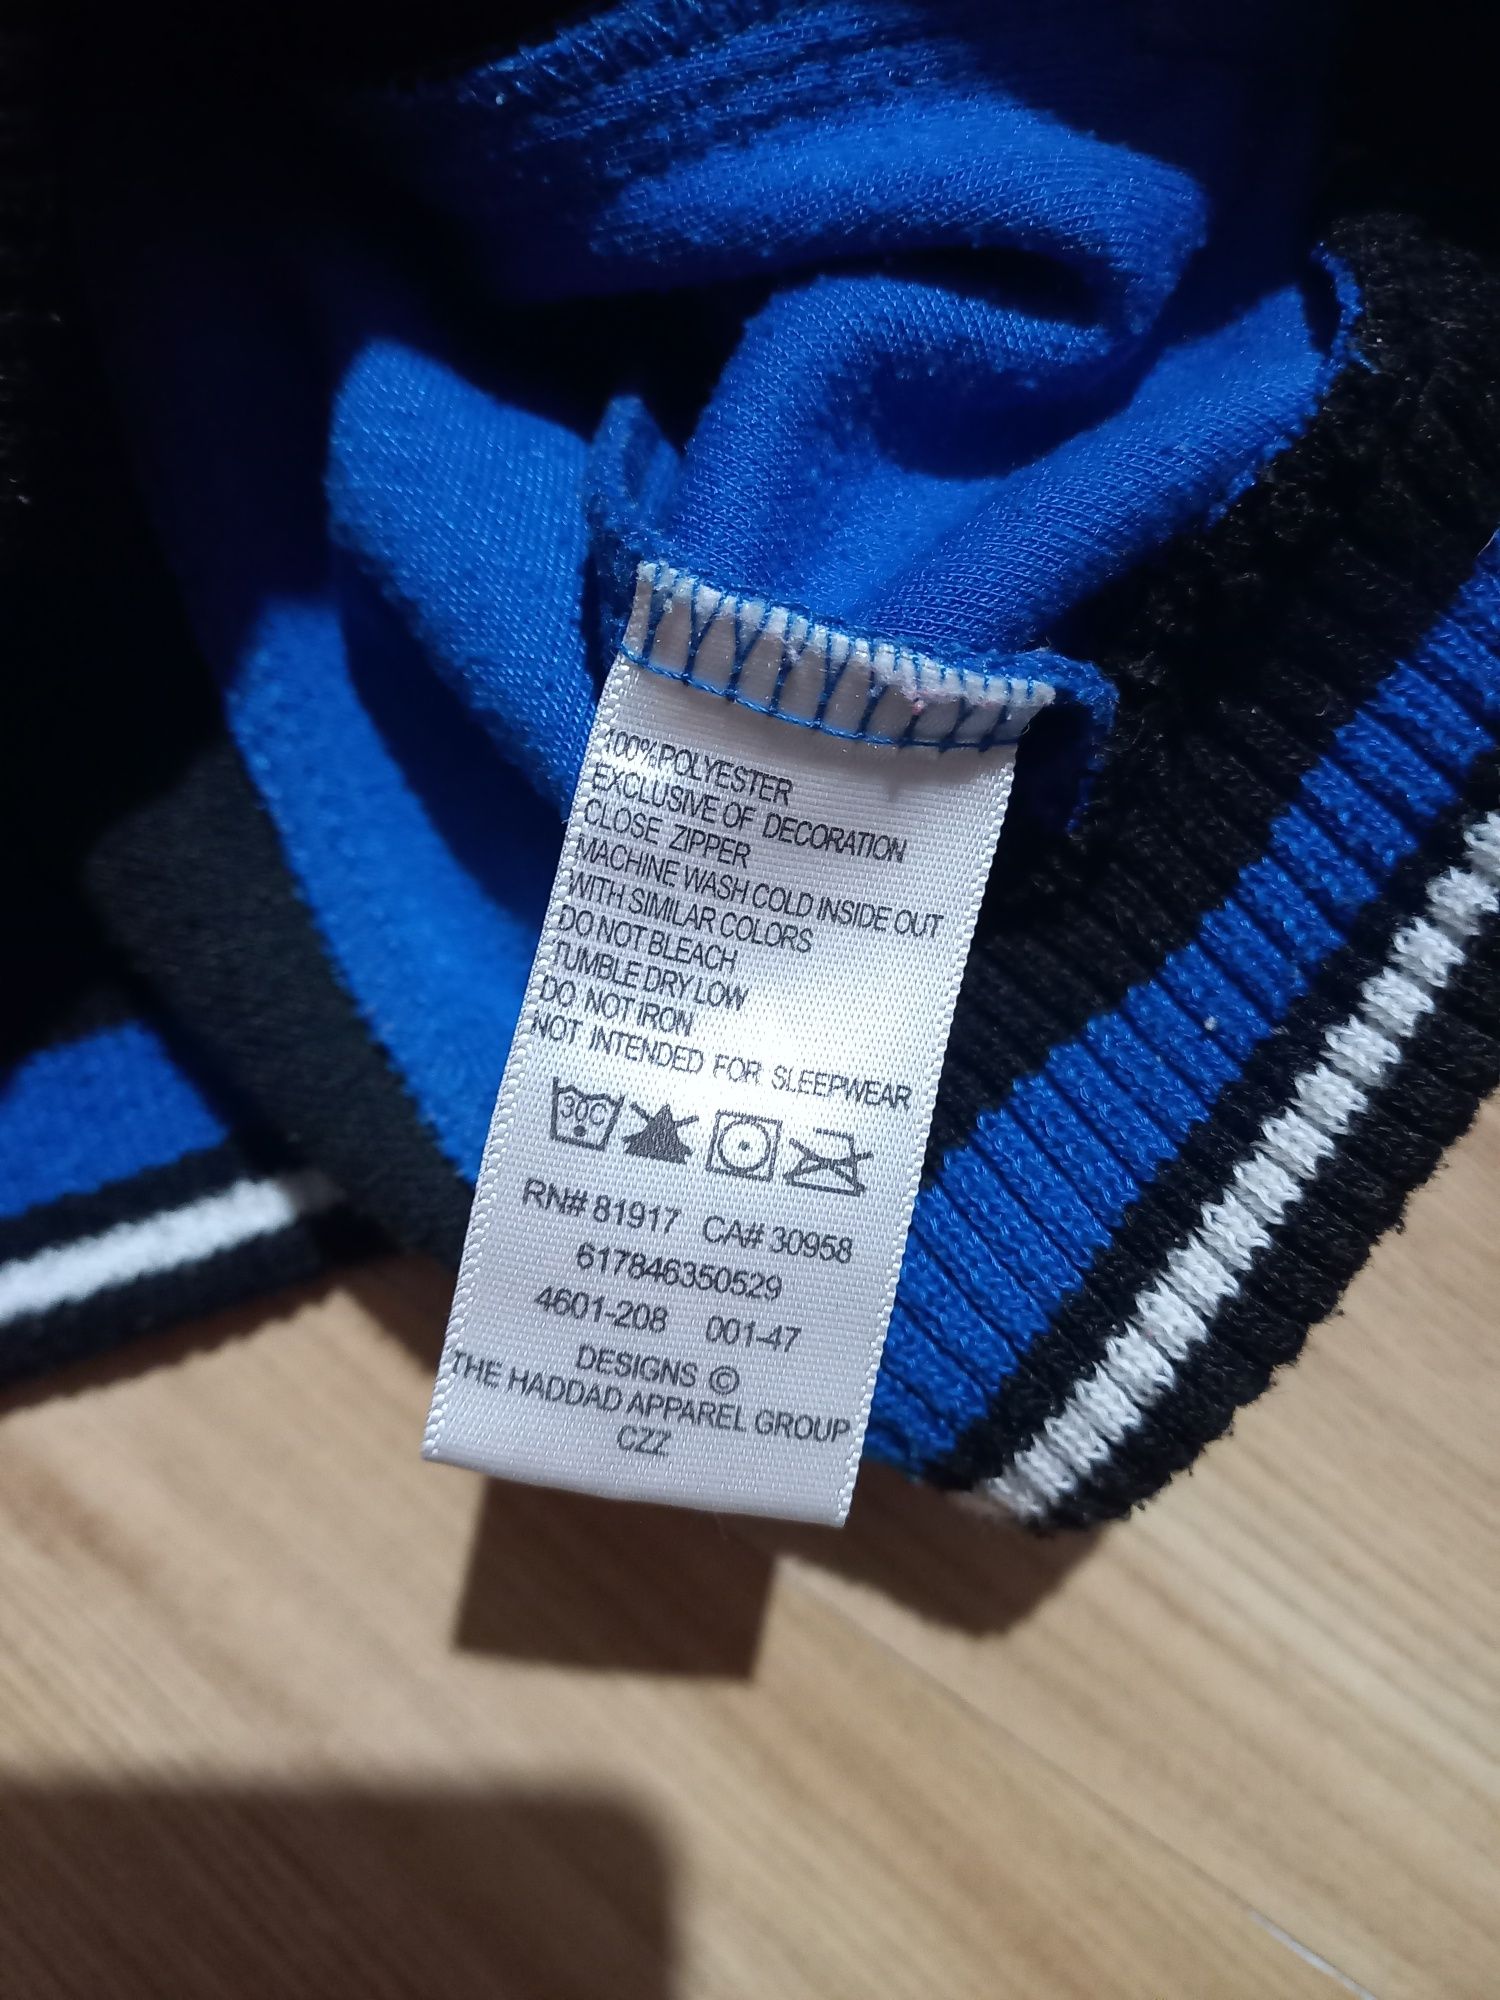 100% POLYESTER
EXCLUSIVE OF DECORATION
CLOSE ZIPPER
MACHINE WASH COLD INSIDE OUT
WITH SIMILAR COLORS
DO NOT BLEACH
TUMBLE DRY LOW
DO NOT IRON
NOT INTENDED FOR SLEEPWEAR
30C
RN# 81917 CA# 30958
617846350529
4601-208 001-47
DESIGNS ©
THE HADDAD APPAREL GROUP
CZZ